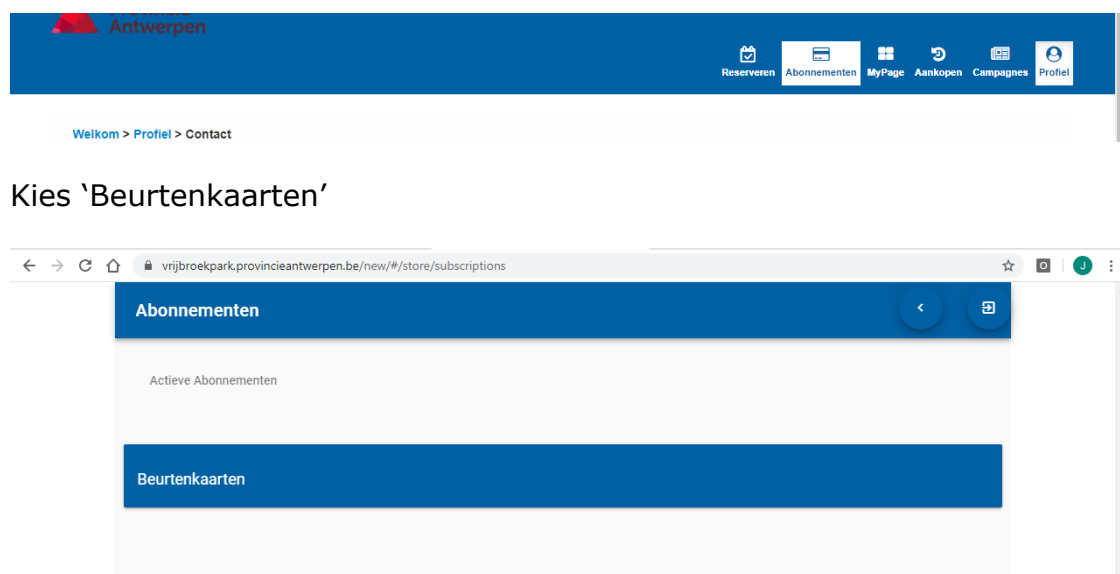 Antwerpen
Reserveren Abonnementen MyPage Aankopen Campagnes Profiel
Welkom > Profiel > Contact
Kies ‘Beurtenkaarten’
vrijbroekpark.provincieantwerpen.be/new/#/store/subscriptions
O J
Abonnementen
Actieve Abonnementen
Beurtenkaarten